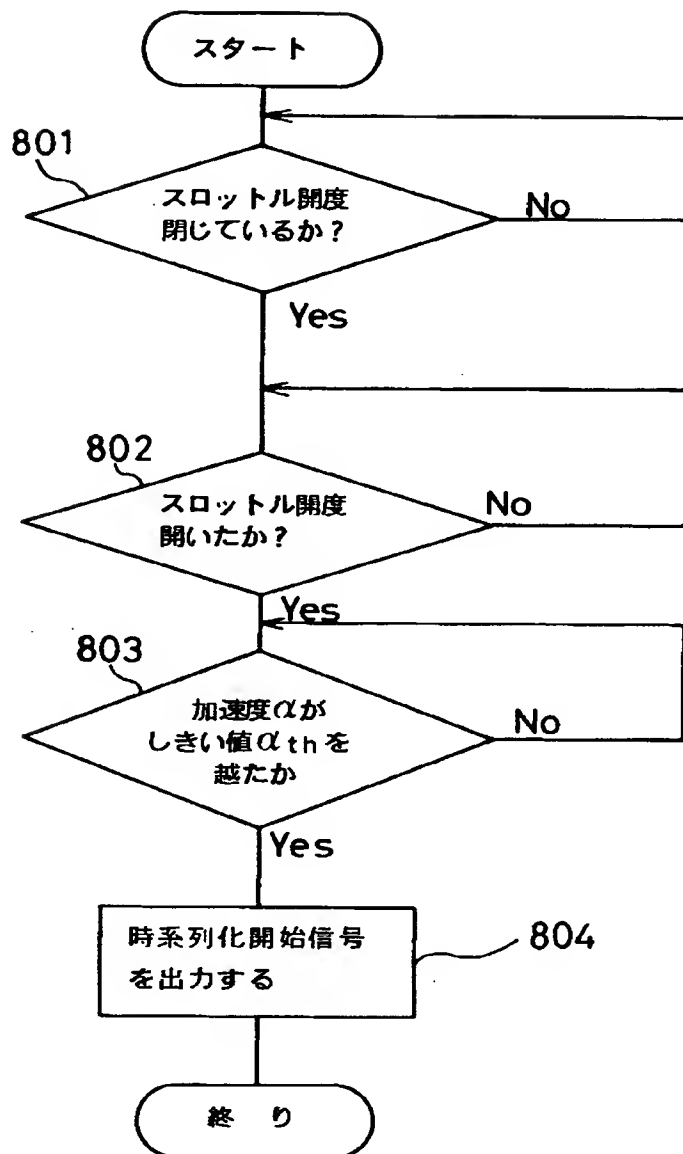 スタート
801
スロットル開度
閉じているか?
No
Yes
802
スロットル開度
開いたか?
No
Yes
803
加速度αが
しきい値αthを
越たか
No
Yes
時系列化開始信号
を出力する
804
終り